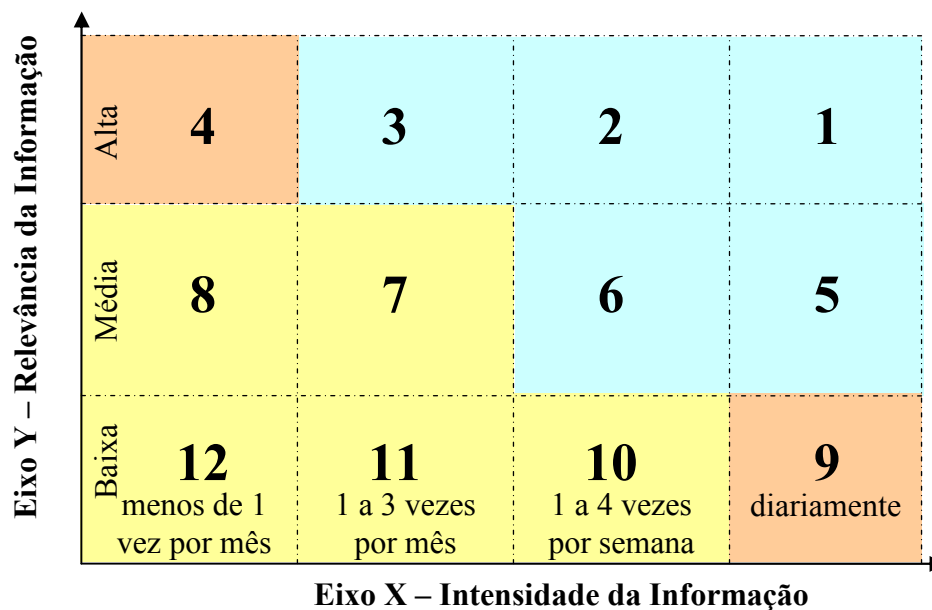 Eixo Y – Relevância da Informação
Alta
4
3
2
1
Média
8
7
6
5
Baixa
12
11
10
9
menos de 1
vez por mês
1 a 3 vezes
por mês
1 a 4 vezes
por semana
diariamente
Eixo X – Intensidade da Informação